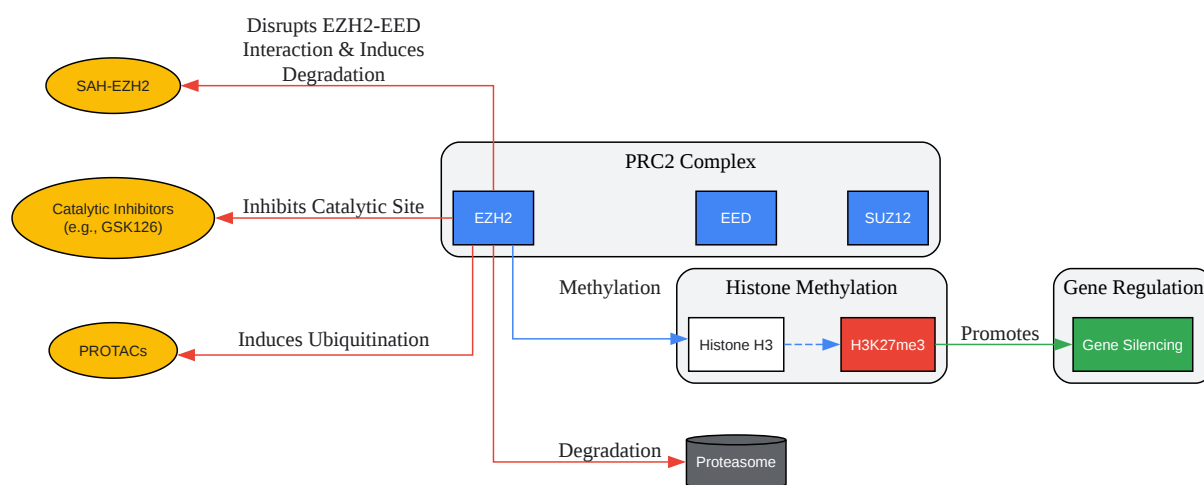 Disrupts EZH2-EED
Interaction & Induces
Degradation
SAH-EZH2
PRC2 Complex
EZH2
EED
SUZ12
Catalytic Inhibitors
(e.g., GSK126)
Inhibits Catalytic Site
Methylation
Histone Methylation
Gene Regulation
Induces Ubiquitination
PROTACs
Histone H3
H3K27me3
Promotes
Gene Silencing
Degradation
Proteasome